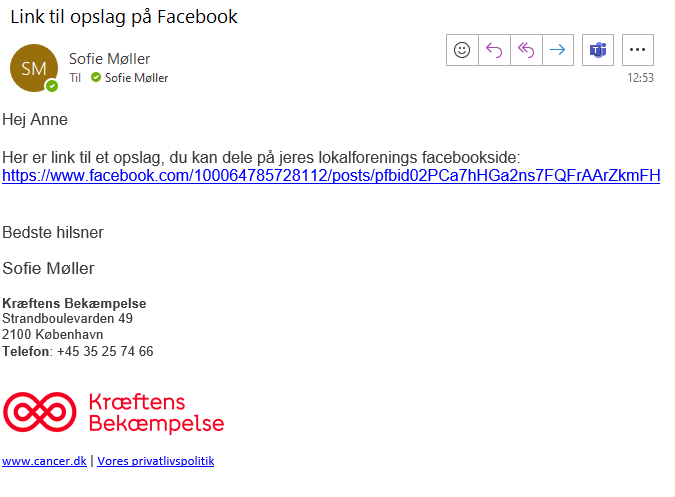 Link til opslag på Facebook
SM
Sofie Møller
Til Sofie Møller
12:53
Hej Anne
Her er link til et opslag, du kan dele på jeres lokalforenings facebookside:
https://www.facebook.com/100064785728112/posts/pfbid02PCa7hHGa2ns7FQFrAArZkmFH
Bedste hilsner
Sofie Møller
Kræftens Bekæmpelse
Strandboulevarden 49
2100 København
Telefon: +45 35 25 74 66
Kræftens
Bekæmpelse
www.cancer.dk | Vores privatlivspolitik